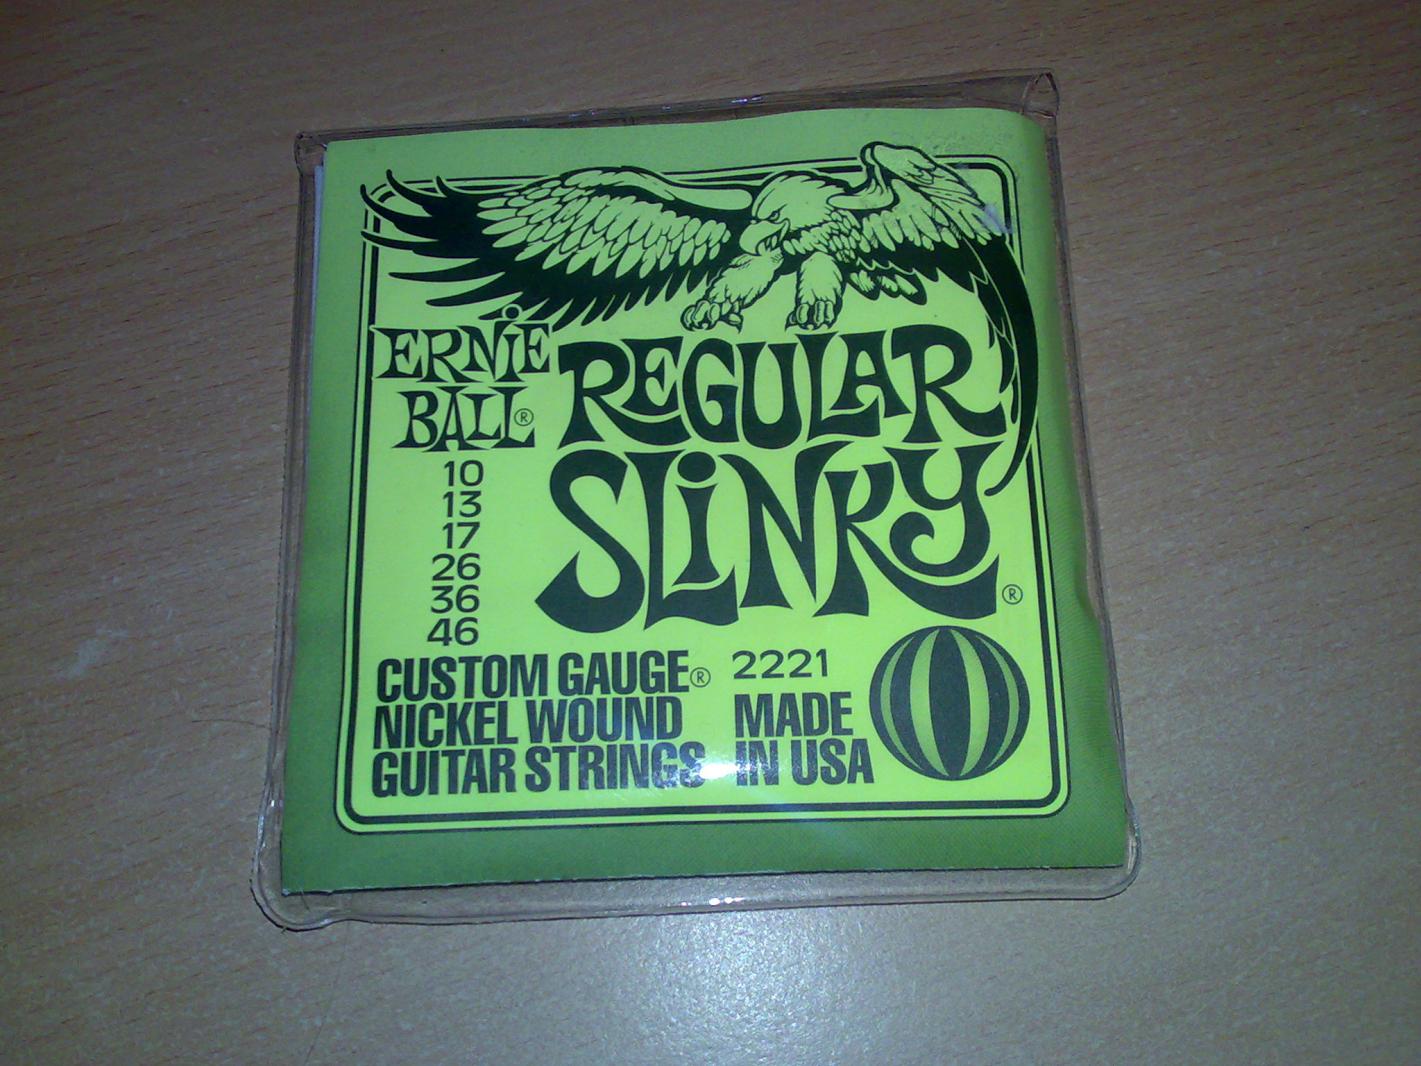 ERNiE
BALL®
REGULAR
SLiNKY®
10
13
17
26
36
46
CUSTOM GAUGE®
NICKEL WOUND
GUITAR STRINGS
2221
MADE
IN USA